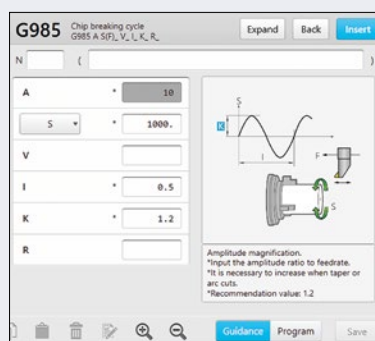 G985
Chip breaking cycle
G985 A S(F)_ V_ I_ K_ R_
Expand
Back
Insert
N ( )
A * 10
S * 1000.
V
I * 0.5
K * 1.2
R
S
K
I
F
S
Amplitude magnification.
*Input the amplitude ratio to feedrate.
*It is necessary to increase when taper or
arc cuts.
*Recommendation value: 1.2
Guidance
Program
Save